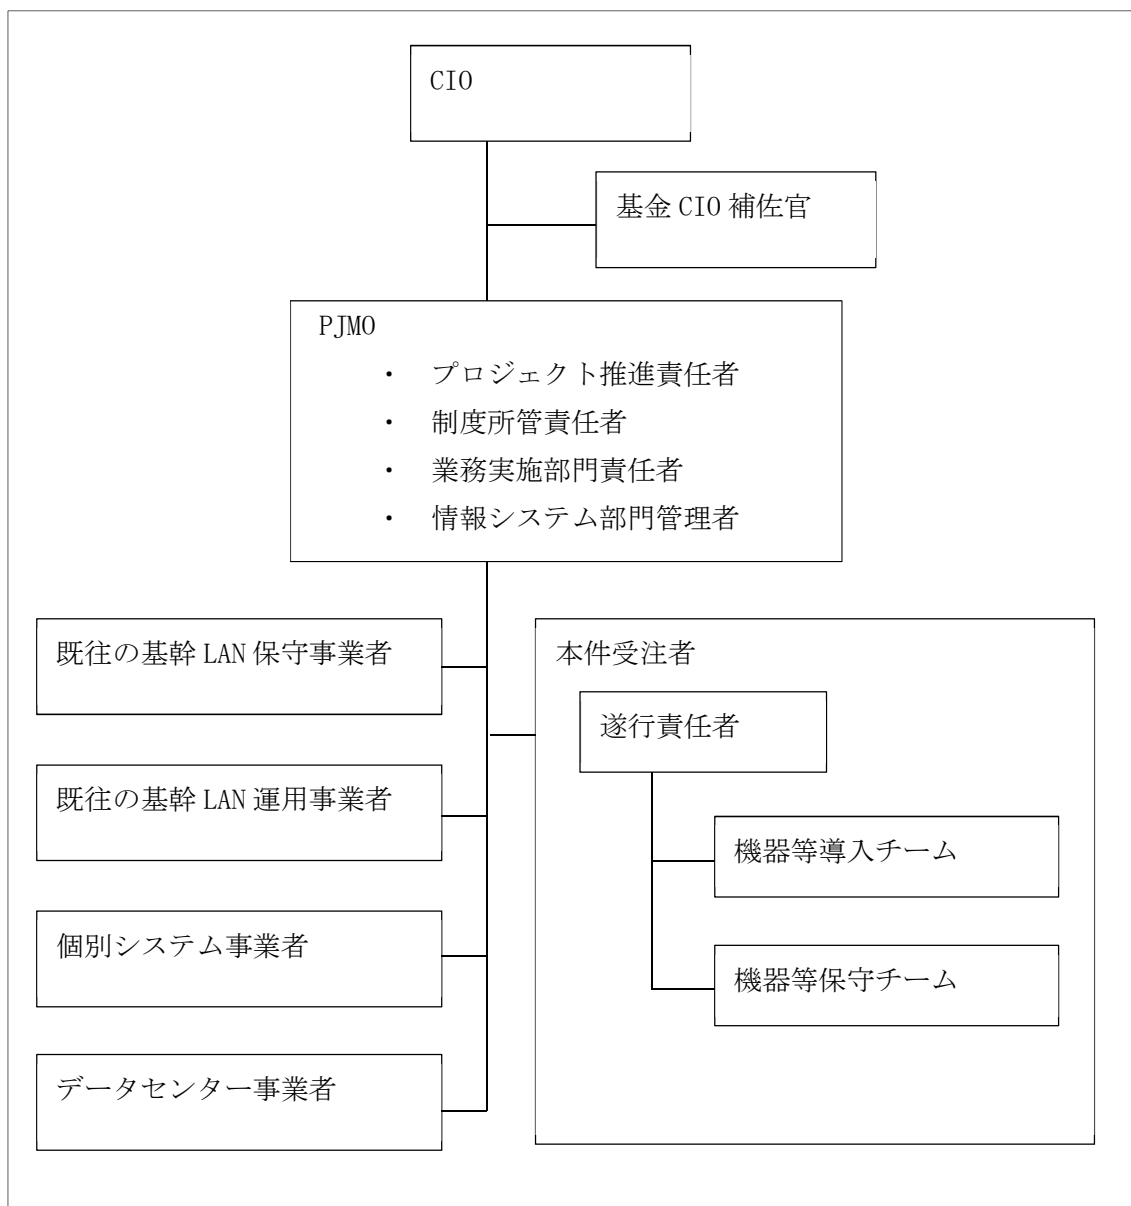 CIO
基金 CIO 補佐官
PJMO
・ プロジェクト推進責任者
・ 制度所管責任者
・ 業務実施部門責任者
・ 情報システム部門管理者
既往の基幹 LAN 保守事業者
既往の基幹 LAN 運用事業者
個別システム事業者
データセンター事業者
本件受注者
遂行責任者
機器等導入チーム
機器等保守チーム